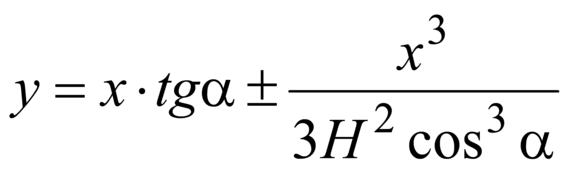 y = x · tgα ± x³ / (3H² cos³ α)